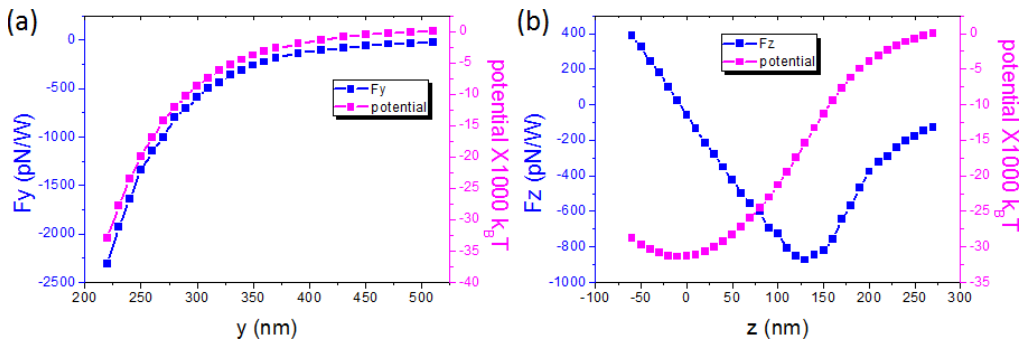 (a)
0
-500
-1000
-1500
-2000
-2500
Fy (pN/W)
Fy
potential
0
-5
-10
-15
-20
-25
-30
-35
-40
potential X1000 kBT
200 250 300 350 400 450 500
y (nm)
(b)
400
200
0
-200
-400
-600
-800
-1000
Fz (pN/W)
Fz
potential
0
-5
-10
-15
-20
-25
-30
-35
potential X1000 kBT
-100 -50 0 50 100 150 200 250 300
z (nm)